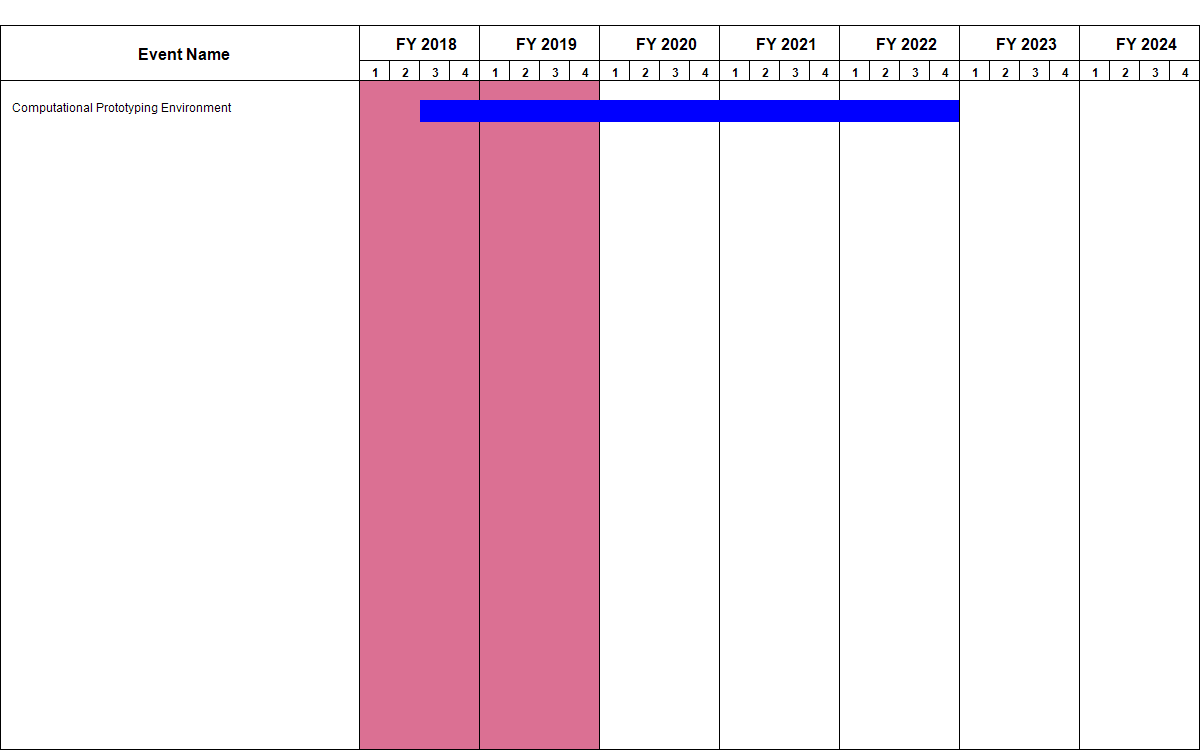 Event Name FY 2018 FY 2019 FY 2020 FY 2021 FY 2022 FY 2023 FY 2024
1 2 3 4 1 2 3 4 1 2 3 4 1 2 3 4 1 2 3 4 1 2 3 4 1 2 3 4
Computational Prototyping Environment